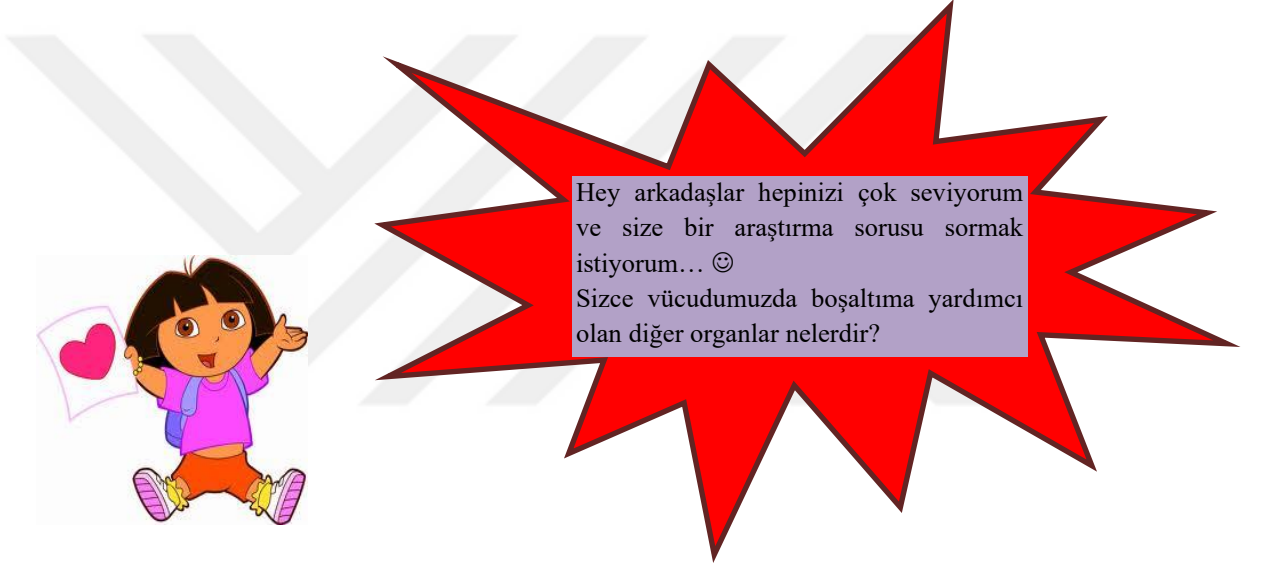 Hey arkadaşlar hepinizi çok seviyorum
ve size bir araştırma sorusu sormak
istiyorum… ☺
Sizce vücudumuzda boşaltıma yardımcı
olan diğer organlar nelerdir?